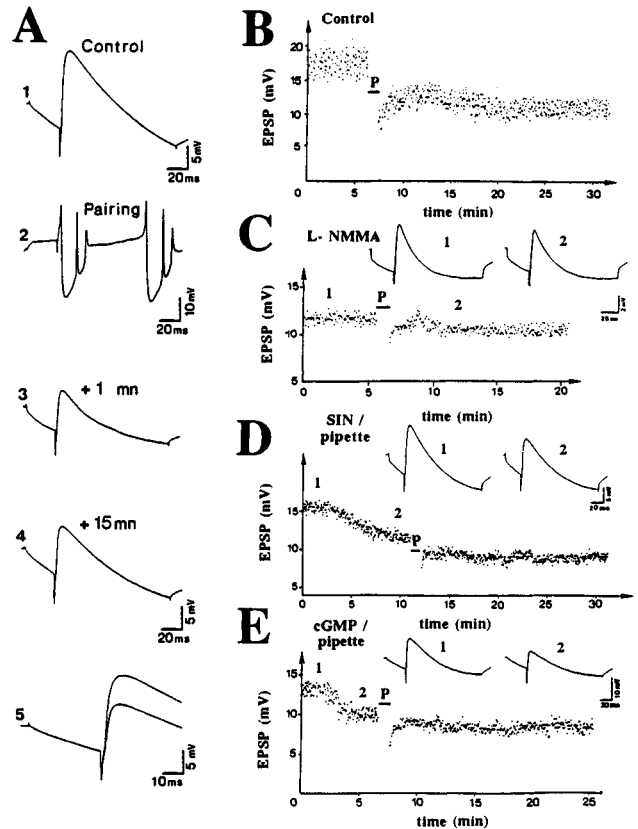 A
Control
1
5 mV
20 ms
Pairing
2
10 mV
20 ms
3
+ 1 mn
4
+ 15 mn
5 mV
20 ms
5
5 mV
10 ms
B
Control
EPSP (mV)
20
15
10
5
P
0 5 10 15 20 25 30
time (min)
C
L- NMMA
1
2
EPSP (mV)
15
10
5
1
P
2
0 5 10 15 20
time (min)
D
SIN /
pipette
1
2
EPSP (mV)
15
10
5
1
2
P
0 5 10 15 20 25 30
time (min)
E
cGMP /
pipette
1
2
10 mV
EPSP (mV)
15
10
5
0
1
2
P
0 5 10 15 20 25
time (min)